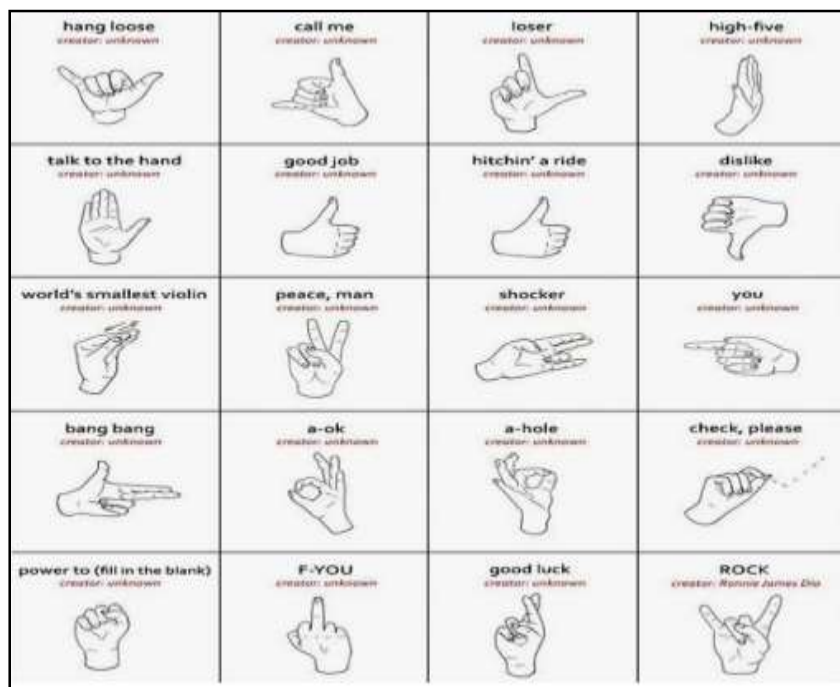 hang loose
creator: unknown
call me
creator: unknown
loser
creator: unknown
high-five
creator: unknown
talk to the hand
creator: unknown
good job
creator: unknown
hitchin' a ride
creator: unknown
dislike
creator: unknown
world's smallest violin
creator: unknown
peace, man
creator: unknown
shocker
creator: unknown
you
creator: unknown
bang bang
creator: unknown
a-ok
creator: unknown
a-hole
creator: unknown
check, please
creator: unknown
power to (fill in the blank)
creator: unknown
F-YOU
creator: unknown
good luck
creator: unknown
ROCK
creator: Ronnie James Dio